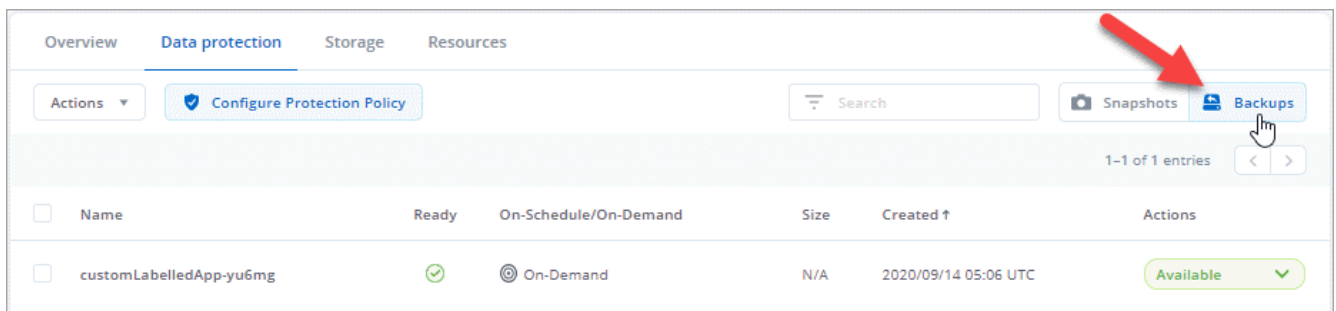 Overview Data protection Storage Resources
Actions Configure Protection Policy Search Snapshots Backups
1–1 of 1 entries
Name Ready On-Schedule/On-Demand Size Created ↑ Actions
customLabelledApp-yu6mg On-Demand N/A 2020/09/14 05:06 UTC Available